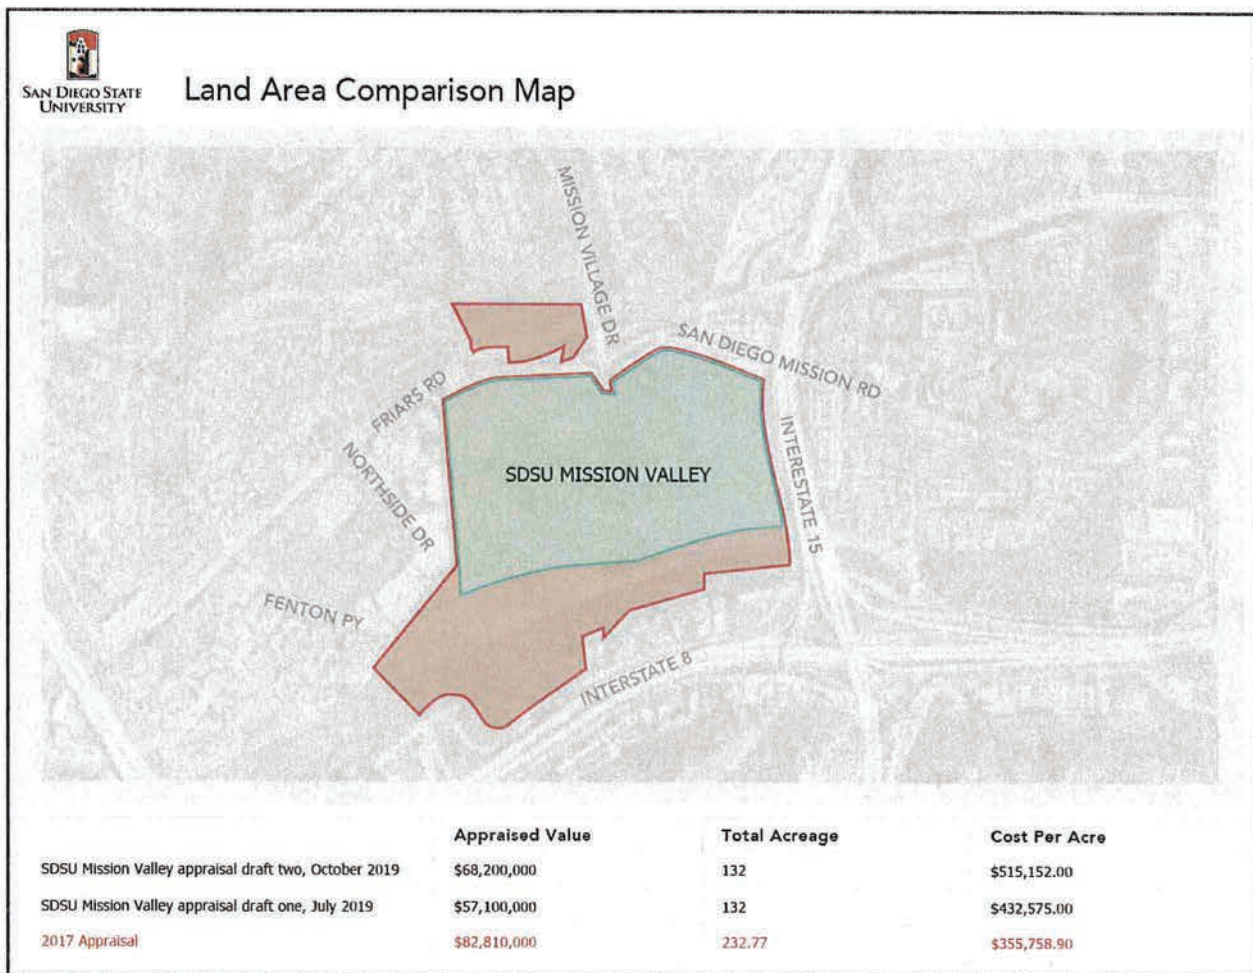 SAN DIEGO STATE
UNIVERSITY
Land Area Comparison Map
MISSION VILLAGE DR
SAN DIEGO MISSION RD
FRIARS RD
NORTHSIDE DR
SDSU MISSION VALLEY
INTERESTATE 15
FENTON PY
INTERSTATE 8
Appraised Value Total Acreage Cost Per Acre
SDSU Mission Valley appraisal draft two, October 2019 $68,200,000 132 $515,152.00
SDSU Mission Valley appraisal draft one, July 2019 $57,100,000 132 $432,575.00
2017 Appraisal $82,810,000 232.77 $355,758.90